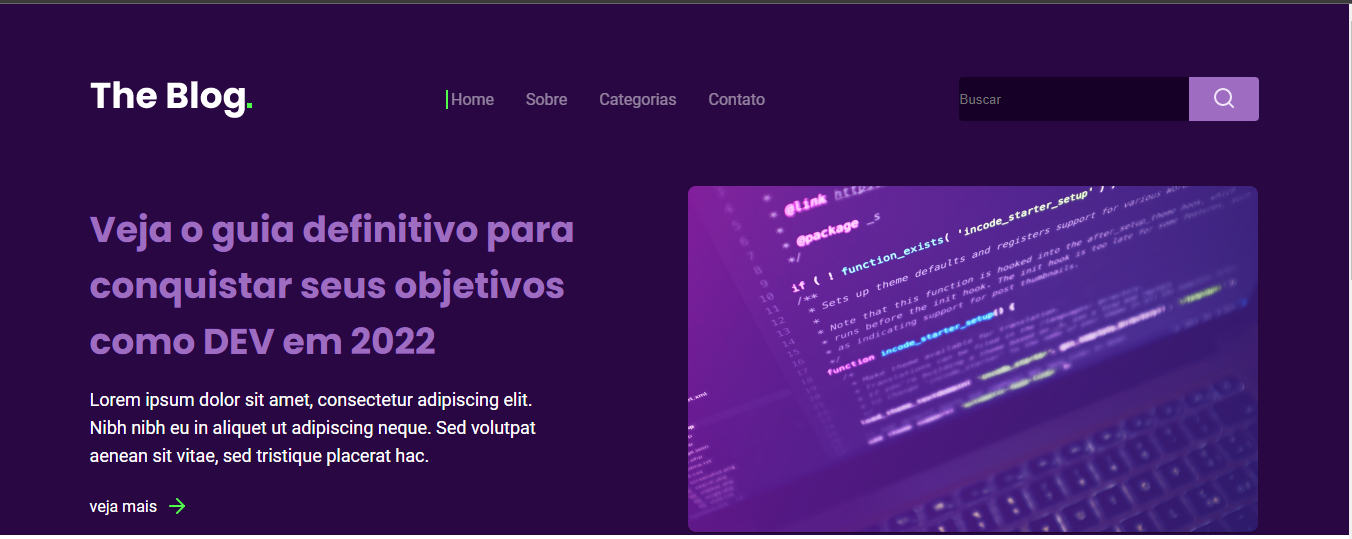 The Blog.
Home Sobre Categorias Contato
Buscar
Veja o guia definitivo para
conquistar seus objetivos
como DEV em 2022
Lorem ipsum dolor sit amet, consectetur adipiscing elit.
Nibh nibh eu in aliquet ut adipiscing neque. Sed volutpat
aenean sit vitae, sed tristique placerat hac.
veja mais
* @link
* @package _s
*/
if ( ! function_exists( 'incode_starter_setup' ) ) :
/**
* Sets up theme defaults and registers support for various
* Note that this function is hooked into the after_setup_theme hook, which
* runs before the init hook. The init hook is too late for some features, such
* as indicating support for post thumbnails.
*/
function incode_starter_setup() {